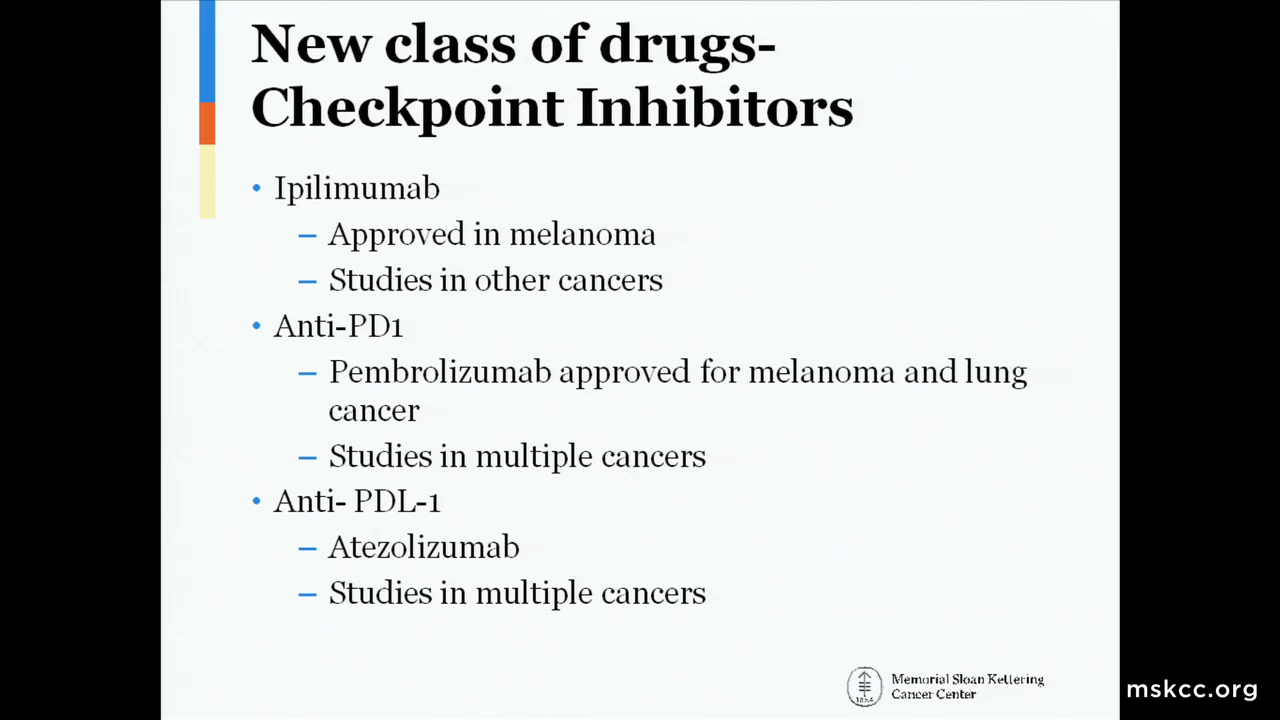 New class of drugs-
Checkpoint Inhibitors
• Ipilimumab
– Approved in melanoma
– Studies in other cancers
• Anti-PD1
– Pembrolizumab approved for melanoma and lung
cancer
– Studies in multiple cancers
• Anti- PDL-1
– Atezolizumab
– Studies in multiple cancers
Memorial Sloan Kettering
Cancer Center
mskcc.org